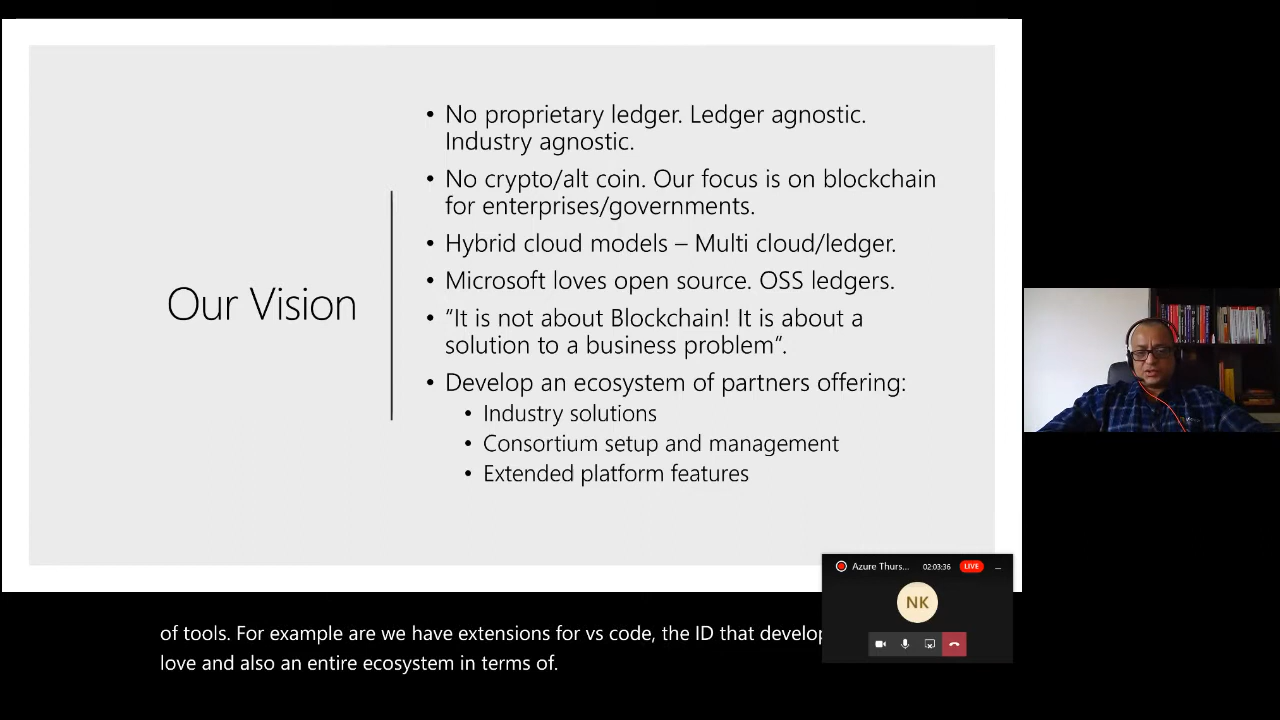 Our Vision
• No proprietary ledger. Ledger agnostic.
Industry agnostic.
• No crypto/alt coin. Our focus is on blockchain
for enterprises/governments.
• Hybrid cloud models – Multi cloud/ledger.
• Microsoft loves open source. OSS ledgers.
• “It is not about Blockchain! It is about a
solution to a business problem“.
• Develop an ecosystem of partners offering:
• Industry solutions
• Consortium setup and management
• Extended platform features
Azure Thurs... 02:03:36 LIVE
NK
of tools. For example are we have extensions for vs code, the ID that develop
love and also an entire ecosystem in terms of.